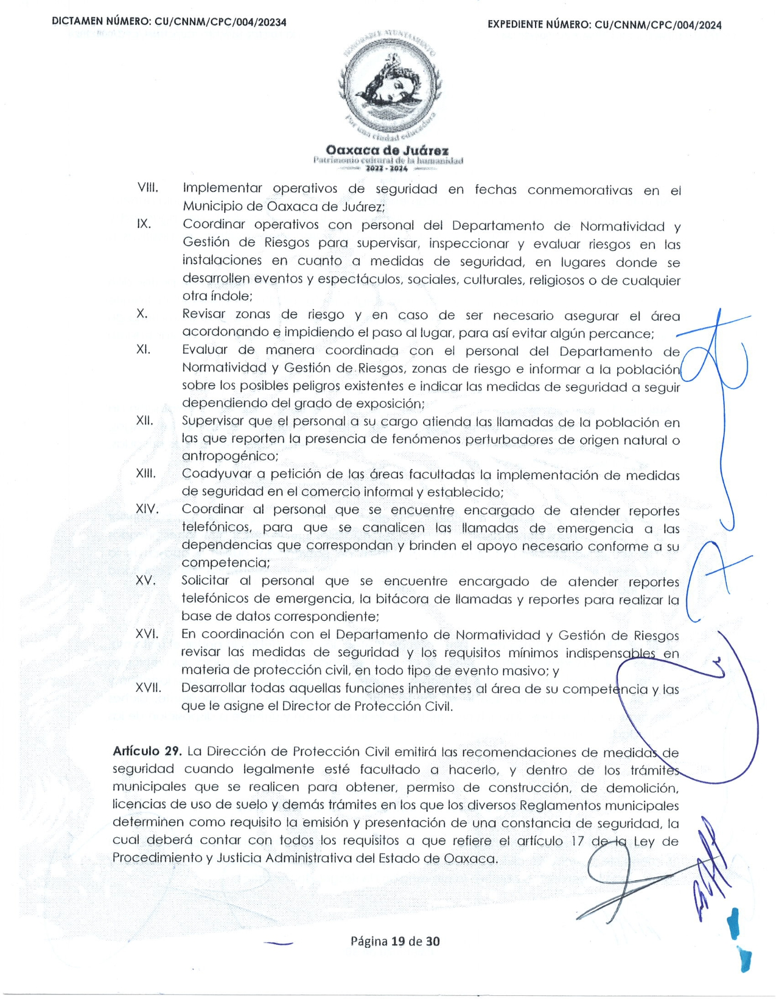 DICTAMEN NÚMERO: CU/CNNM/CPC/004/20234
EXPEDIENTE NÚMERO: CU/CNNM/CPC/004/2024
HONORABLE AYUNTAMIENTO
Por una ciudad educadora
Oaxaca de Juárez
Patrimonio cultural de la humanidad
2022 - 2024
VIII. Implementar operativos de seguridad en fechas conmemorativas en el
Municipio de Oaxaca de Juárez;
IX. Coordinar operativos con personal del Departamento de Normatividad y
Gestión de Riesgos para supervisar, inspeccionar y evaluar riesgos en las
instalaciones en cuanto a medidas de seguridad, en lugares donde se
desarrollen eventos y espectáculos, sociales, culturales, religiosos o de cualquier
otra índole;
X. Revisar zonas de riesgo y en caso de ser necesario asegurar el área
acordonando e impidiendo el paso al lugar, para así evitar algún percance;
XI. Evaluar de manera coordinada con el personal del Departamento de
Normatividad y Gestión de Riesgos, zonas de riesgo e informar a la población
sobre los posibles peligros existentes e indicar las medidas de seguridad a seguir
dependiendo del grado de exposición;
XII. Supervisar que el personal a su cargo atienda las llamadas de la población en
las que reporten la presencia de fenómenos perturbadores de origen natural o
antropogénico;
XIII. Coadyuvar a petición de las áreas facultadas la implementación de medidas
de seguridad en el comercio informal y establecido;
XIV. Coordinar al personal que se encuentre encargado de atender reportes
telefónicos, para que se canalicen las llamadas de emergencia a las
dependencias que correspondan y brinden el apoyo necesario conforme a su
competencia;
XV. Solicitar al personal que se encuentre encargado de atender reportes
telefónicos de emergencia, la bitácora de llamadas y reportes para realizar la
base de datos correspondiente;
XVI. En coordinación con el Departamento de Normatividad y Gestión de Riesgos
revisar las medidas de seguridad y los requisitos mínimos indispensables en
materia de protección civil, en todo tipo de evento masivo; y
XVII. Desarrollar todas aquellas funciones inherentes al área de su competencia y las
que le asigne el Director de Protección Civil.
Artículo 29. La Dirección de Protección Civil emitirá las recomendaciones de medidas de
seguridad cuando legalmente esté facultado a hacerlo, y dentro de los trámites
municipales que se realicen para obtener, permiso de construcción, de demolición,
licencias de uso de suelo y demás trámites en los que los diversos Reglamentos municipales
determinen como requisito la emisión y presentación de una constancia de seguridad, la
cual deberá contar con todos los requisitos a que refiere el artículo 17 de la Ley de
Procedimiento y Justicia Administrativa del Estado de Oaxaca.
Página 19 de 30